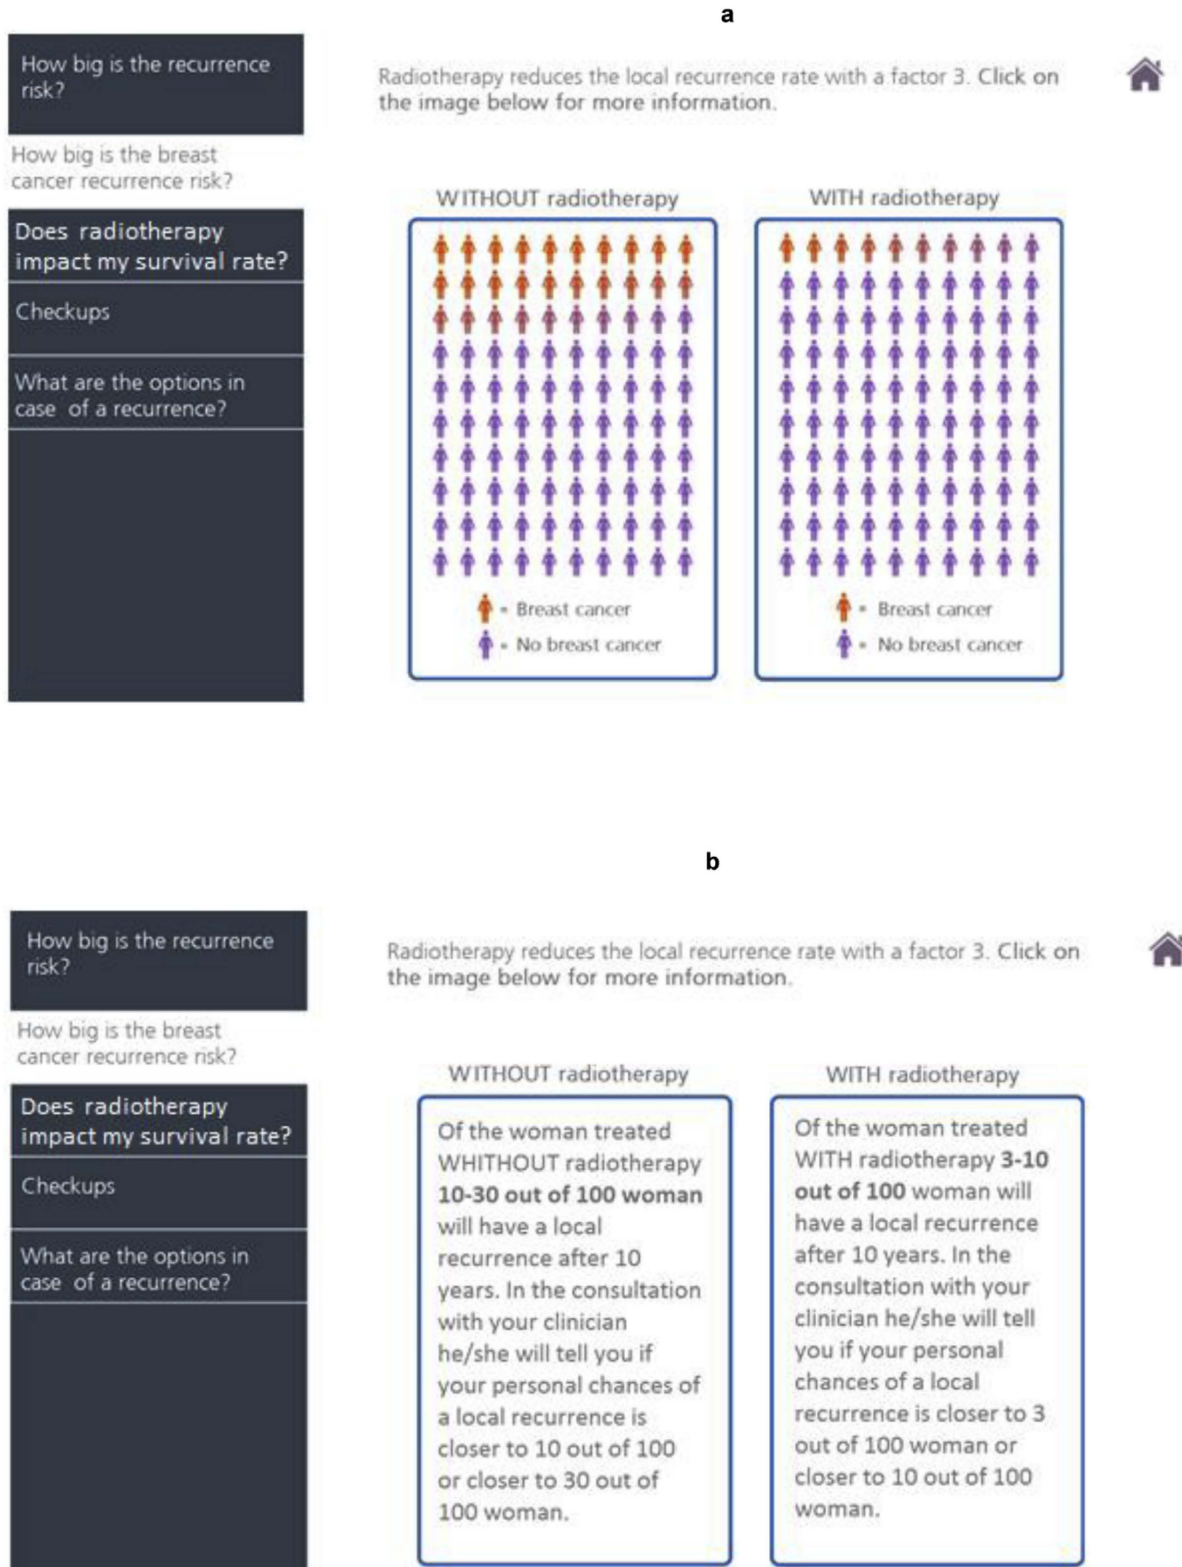 a
How big is the recurrence
risk?
How big is the breast
cancer recurrence risk?
Does radiotherapy
impact my survival rate?
Checkups
What are the options in
case of a recurrence?
Radiotherapy reduces the local recurrence rate with a factor 3. Click on
the image below for more information.
WITHOUT radiotherapy
= Breast cancer
= No breast cancer
WITH radiotherapy
= Breast cancer
= No breast cancer
b
How big is the recurrence
risk?
How big is the breast
cancer recurrence risk?
Does radiotherapy
impact my survival rate?
Checkups
What are the options in
case of a recurrence?
Radiotherapy reduces the local recurrence rate with a factor 3. Click on
the image below for more information.
WITHOUT radiotherapy
Of the woman treated
WHITHOUT radiotherapy
10-30 out of 100 woman
will have a local
recurrence after 10
years. In the consultation
with your clinician
he/she will tell you if
your personal chances of
a local recurrence is
closer to 10 out of 100
or closer to 30 out of
100 woman.
WITH radiotherapy
Of the woman treated
WITH radiotherapy 3-10
out of 100 woman will
have a local recurrence
after 10 years. In the
consultation with your
clinician he/she will tell
you if your personal
chances of a local
recurrence is closer to 3
out of 100 woman or
closer to 10 out of 100
woman.